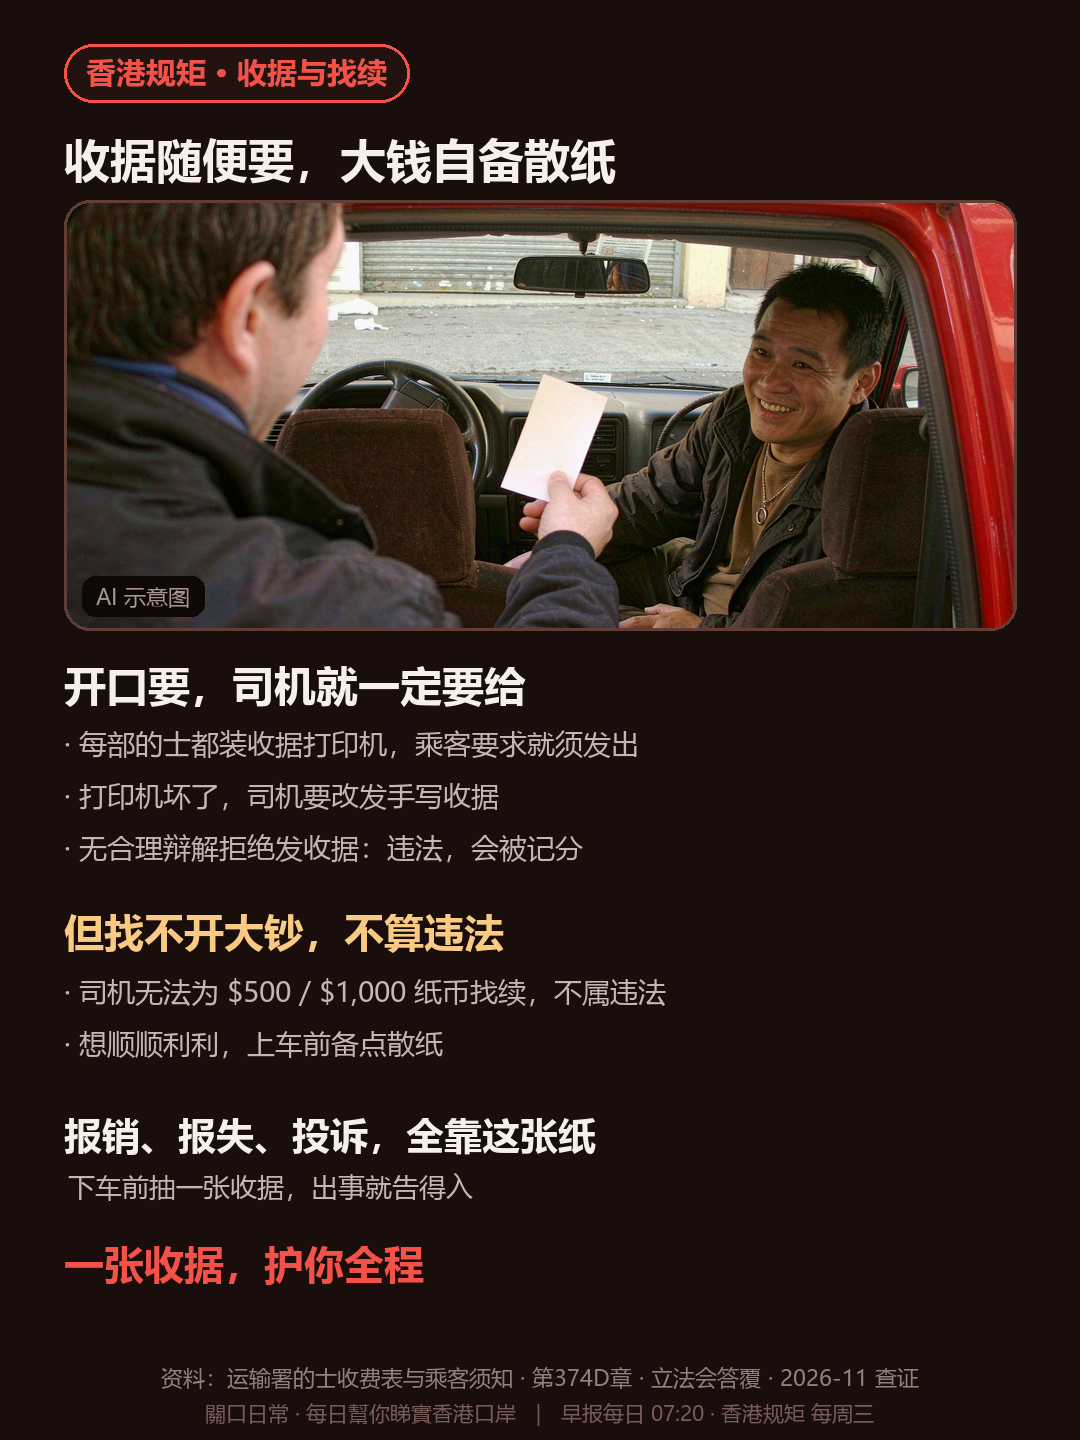 香港规矩·收据与找续
收据随便要，大钱自备散纸
AI 示意图
开口要，司机就一定要给
· 每部的士都装收据打印机，乘客要求就须发出
· 打印机坏了，司机要改发手写收据
· 无合理辩解拒绝发收据：违法，会被记分
但找不开大钞，不算违法
· 司机无法为 $500 / $1,000 纸币找续，不属违法
· 想顺顺利利，上车前备点散纸
报销、报失、投诉，全靠这张纸
下车前抽一张收据，出事就告得入
一张收据，护你全程
资料：运输署的士收费表与乘客须知 · 第374D章 · 立法会答覆 · 2026-11 查证
關口日常 · 每日幫你睇實香港口岸 | 早报每日 07:20 · 香港规矩 每周三